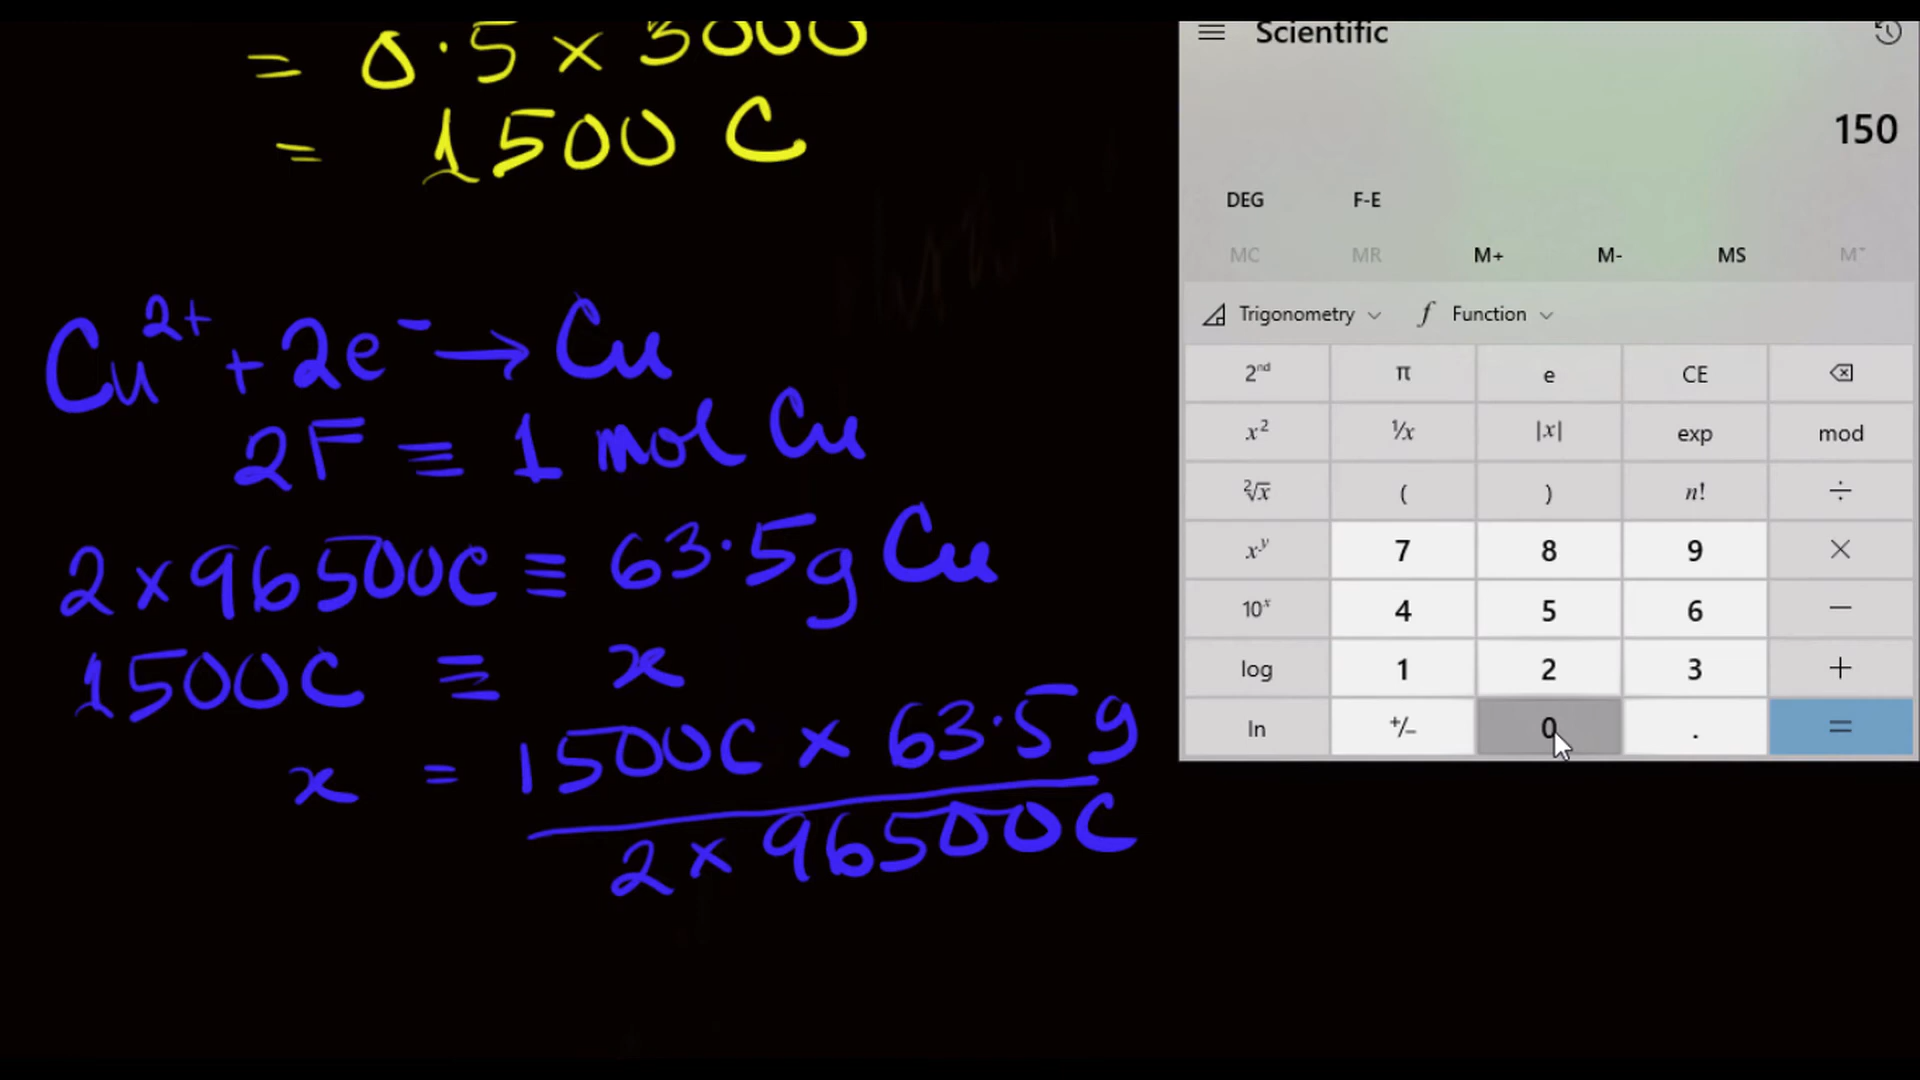 = 0.5 × 3000
= 1500 C
Cu²⁺ + 2e⁻ → Cu
2F ≡ 1 mol Cu
2 × 96500C ≡ 63.5g Cu
1500C ≡ x
x = 1500C × 63.5g
2 × 96500C
Scientific
150
DEG F-E
MC MR M+ M- MS Mˇ
Trigonometry f Function
2ⁿᵈ π e CE
x² ⅟x |x| exp mod
²√x ( ) n! ÷
xʸ 7 8 9 ×
10ˣ 4 5 6 −
log 1 2 3 +
ln +/− 0 . =